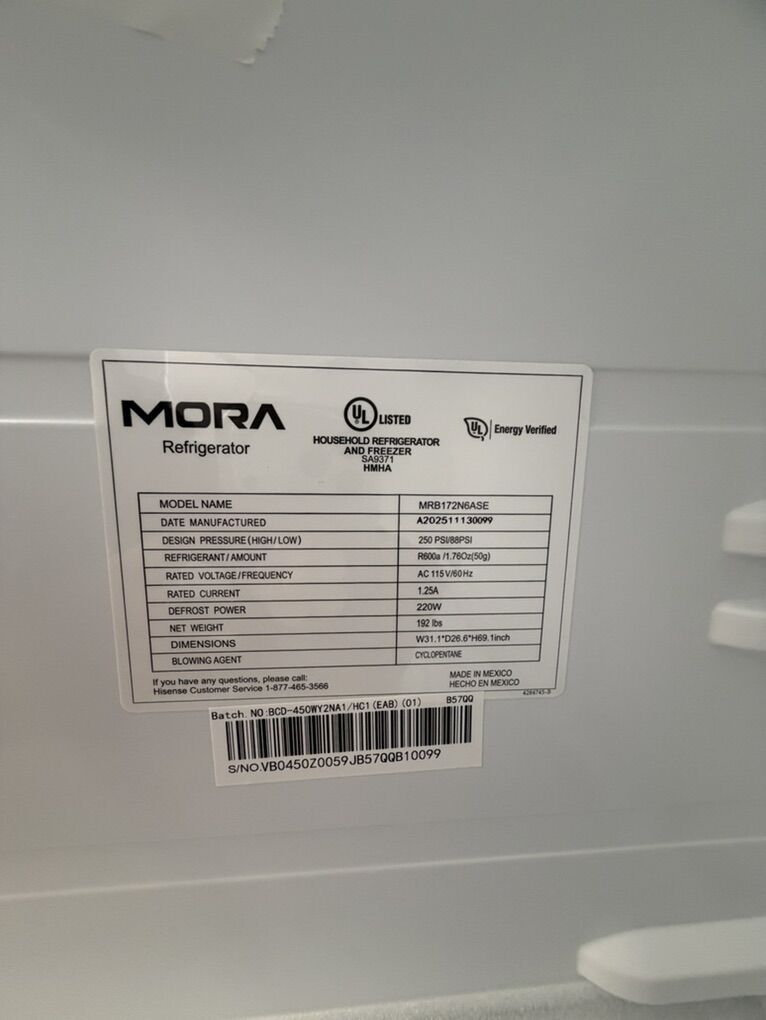 MORA
Refrigerator
UL LISTED
HOUSEHOLD REFRIGERATOR
AND FREEZER
SA9371
HMHA
UL Energy Verified
MODEL NAME MRB172N6ASE
DATE MANUFACTURED A202511130099
DESIGN PRESSURE(HIGH/LOW) 250 PSI/88PSI
REFRIGERANT/AMOUNT R600a /1.76Oz(50g)
RATED VOLTAGE/FREQUENCY AC 115V/60Hz
RATED CURRENT 1.25A
DEFROST POWER 220W
NET WEIGHT 192 lbs
DIMENSIONS W31.1*D26.6*H69.1inch
BLOWING AGENT CYCLOPENTANE
If you have any questions, please call:
Hisense Customer Service 1-877-465-3566
MADE IN MEXICO
HECHO EN MEXICO
4284745-B
Batch NO:BCD-450WY2NA1/HC1(EAB)(01) B57QQ
S/NO.VB0450Z0059JB57QQB10099